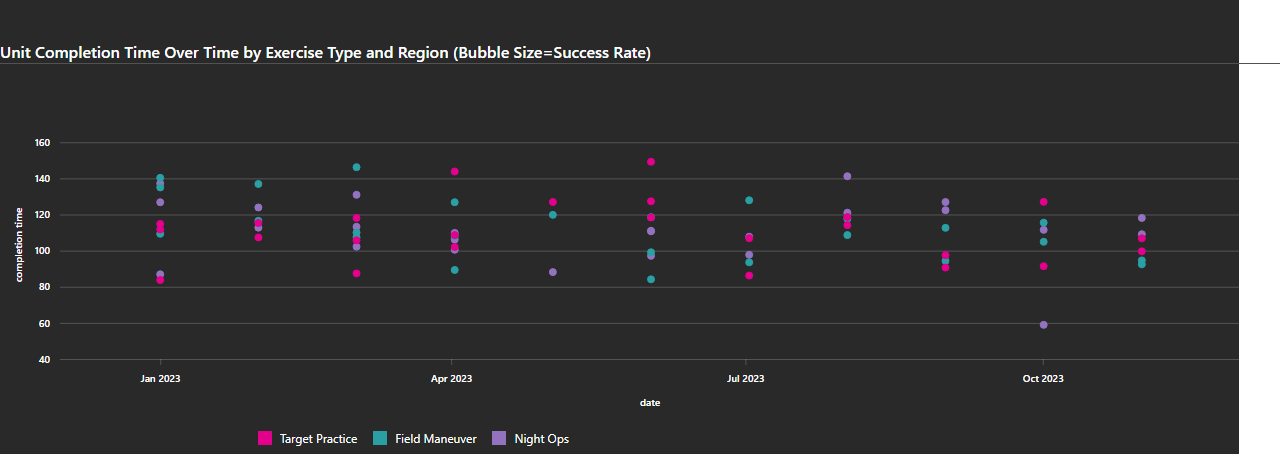 Unit Completion Time Over Time by Exercise Type and Region (Bubble Size=Success Rate)
160
140
120
100
80
60
40
completion time
Jan 2023 Apr 2023 Jul 2023 Oct 2023
date
Target Practice Field Maneuver Night Ops